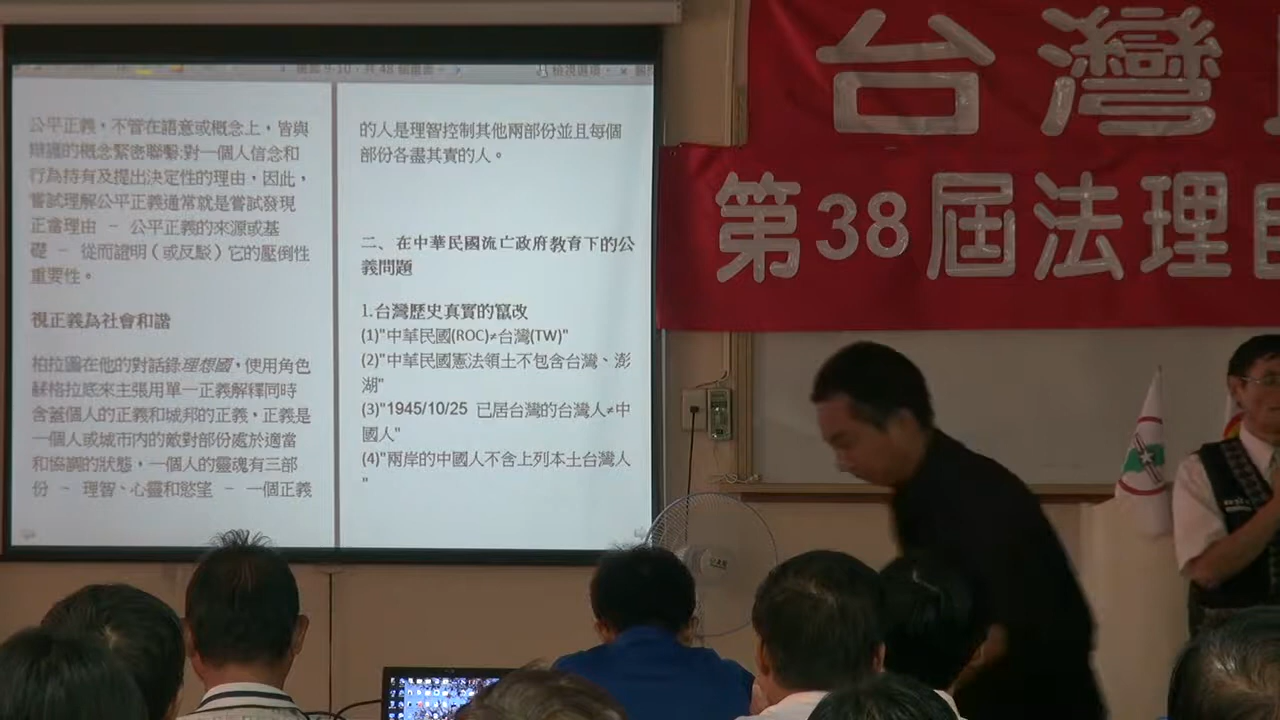 公平正義，不管在語意或概念上，皆與
辯護的概念緊密聯繫:對一個人信念和
行為持有及提出決定性的理由，因此，
嘗試理解公平正義通常就是嘗試發現
正當理由 － 公平正義的來源或基
礎 － 從而證明（或反駁）它的壓倒性
重要性。
視正義為社會和諧
柏拉圖在他的對話錄理想國，使用角色
蘇格拉底來主張用單一正義解釋同時
含蓋個人的正義和城邦的正義，正義是
一個人或城市內的敵對部份處於適當
和協調的狀態，一個人的靈魂有三部
份 － 理智、心靈和慾望 － 一個正義
的人是理智控制其他兩部份並且每個
部份各盡其責的人。
二、在中華民國流亡政府教育下的公
義問題
1.台灣歷史真實的竄改
(1)"中華民國(ROC)≠台灣(TW)"
(2)"中華民國憲法領土不包含台灣、澎
湖"
(3)"1945/10/25 已居台灣的台灣人≠中
國人"
(4)"兩岸的中國人不含上列本土台灣人
"
台灣
第38屆法理